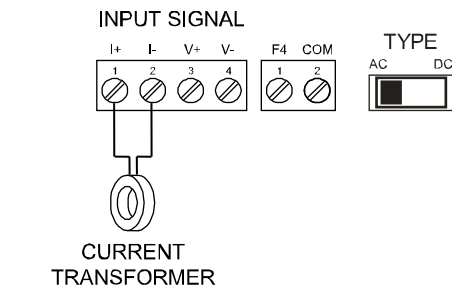 INPUT SIGNAL
I+ I- V+ V- F4 COM
TYPE
AC DC
1 2 3 4 1 2
CURRENT
TRANSFORMER